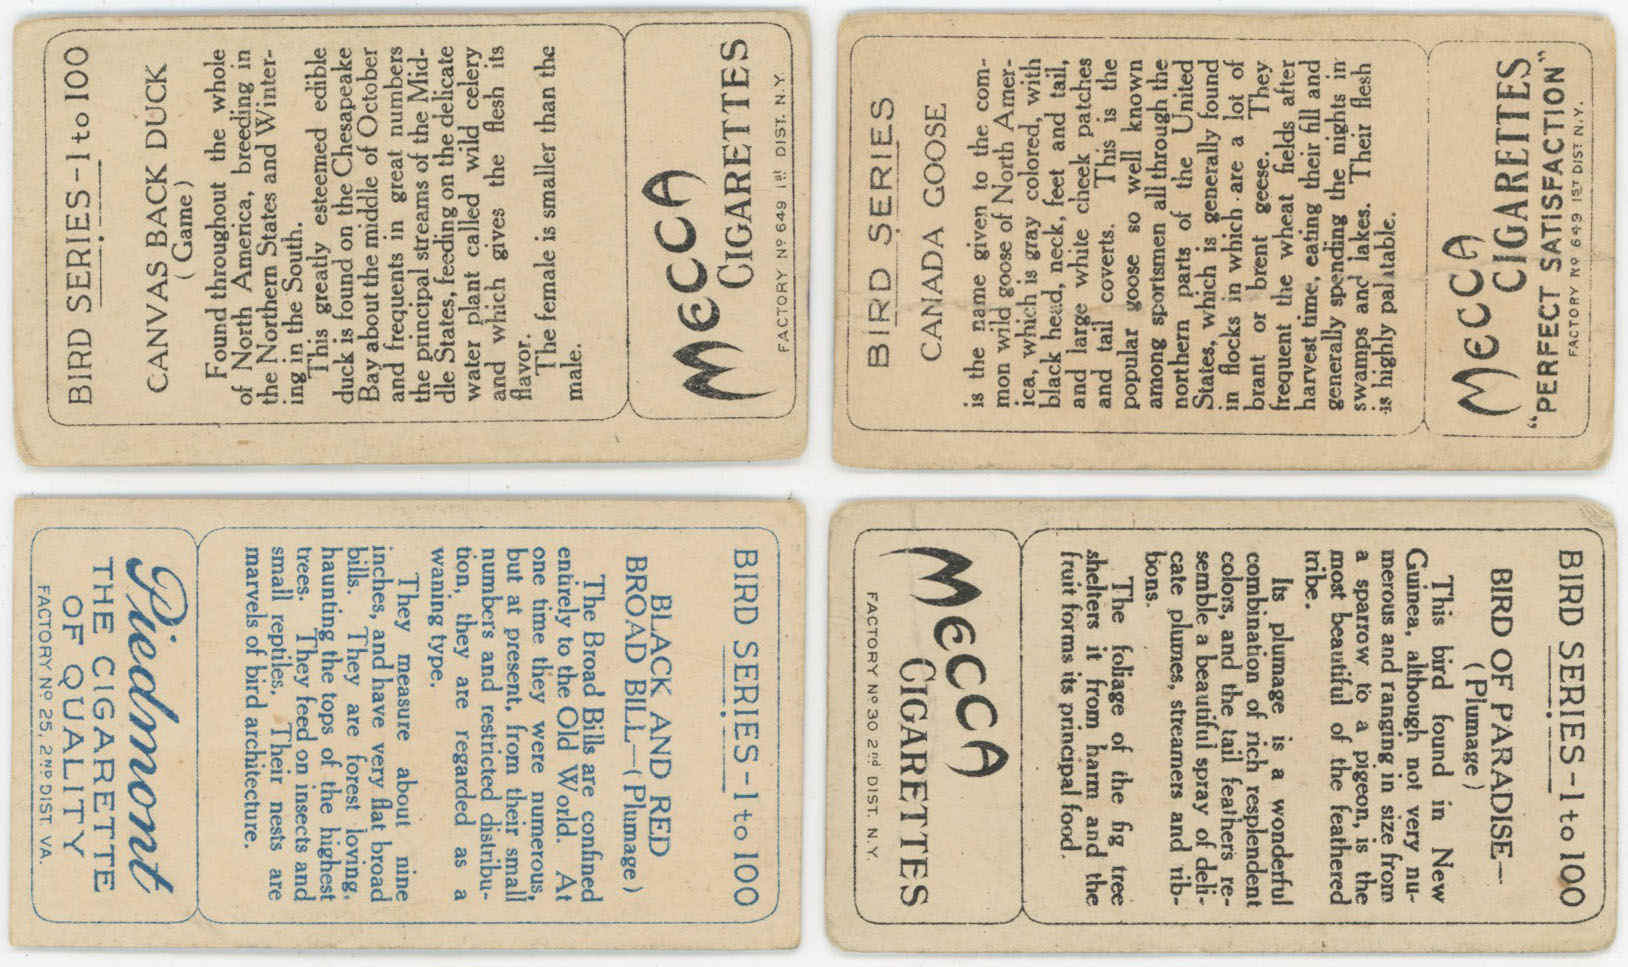 BIRD SERIES-1 to 100
CANVAS BACK DUCK
(Game)
Found throughout the whole
of North America, breeding in
the Northern States and Winter-
ing in the South.
This greatly esteemed edible
duck is found on the Chesapeake
Bay about the middle of October
and frequents in great numbers
the principal streams of the Mid-
dle States, feeding on the delicate
water plant called wild celery
and which gives the flesh its
flavor.
The female is smaller than the
male.
MECCA
CIGARETTES
FACTORY Nº 649 1st DIST. N.Y.
BIRD SERIES
CANADA GOOSE
is the name given to the com-
mon wild goose of North Amer-
ica, which is gray colored, with
black head, neck, feet and tail,
and large white cheek patches
and tail coverts. This is the
popular goose so well known
among sportsmen all through the
northern parts of the United
States, which is generally found
in flocks in which are a lot of
brant or brent geese. They
frequent the wheat fields after
harvest time, eating their fill and
generally spending the nights in
swamps and lakes. Their flesh
is highly palatable.
MECCA
CIGARETTES
"PERFECT SATISFACTION"
FACTORY Nº 649 1ST DIST N.Y.
BIRD SERIES-1 to 100
BLACK AND RED
BROAD BILL—(Plumage)
The Broad Bills are confined
entirely to the Old World. At
one time they were numerous,
but at present, from their small
numbers and restricted distribu-
tion, they are regarded as a
waning type.
They measure about nine
inches, and have very flat broad
bills. They are forest loving,
haunting the tops of the highest
trees. They feed on insects and
small reptiles. Their nests are
marvels of bird architecture.
Piedmont
THE CIGARETTE
OF QUALITY
FACTORY Nº 25, 2ND DIST. VA.
BIRD SERIES-1 to 100
BIRD OF PARADISE—
(Plumage)
This bird found in New
Guinea, although not very nu-
merous and ranging in size from
a sparrow to a pigeon, is the
most beautiful of the feathered
tribe.
Its plumage is a wonderful
combination of rich resplendent
colors, and the tail feathers re-
semble a beautiful spray of deli-
cate plumes, streamers and rib-
bons.
The foliage of the fig tree
shelters it from harm and the
fruit forms its principal food.
MECCA
CIGARETTES
FACTORY Nº 30 2nd DIST. N.Y.